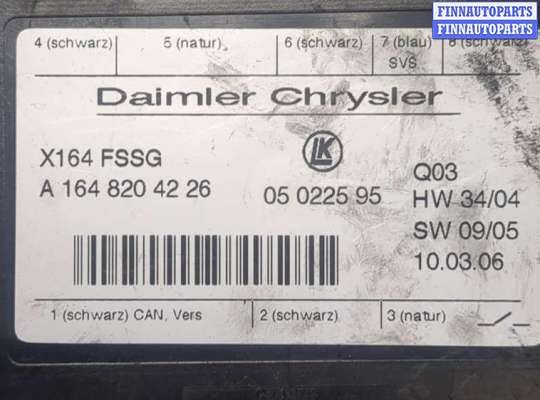 FINNAUTOPARTS
FINNAUTOPARTS
4 (schwarz) 5 (natur) 6 (schwarz) 7 (blau) 8 (schwarz)
SVS
Daimler Chrysler
X164 FSSG LK Q03
A 164 820 42 26 05 0225 95 HW 34/04
SW 09/05
10.03.06
1 (schwarz) CAN, Vers 2 (schwarz) 3 (natur)